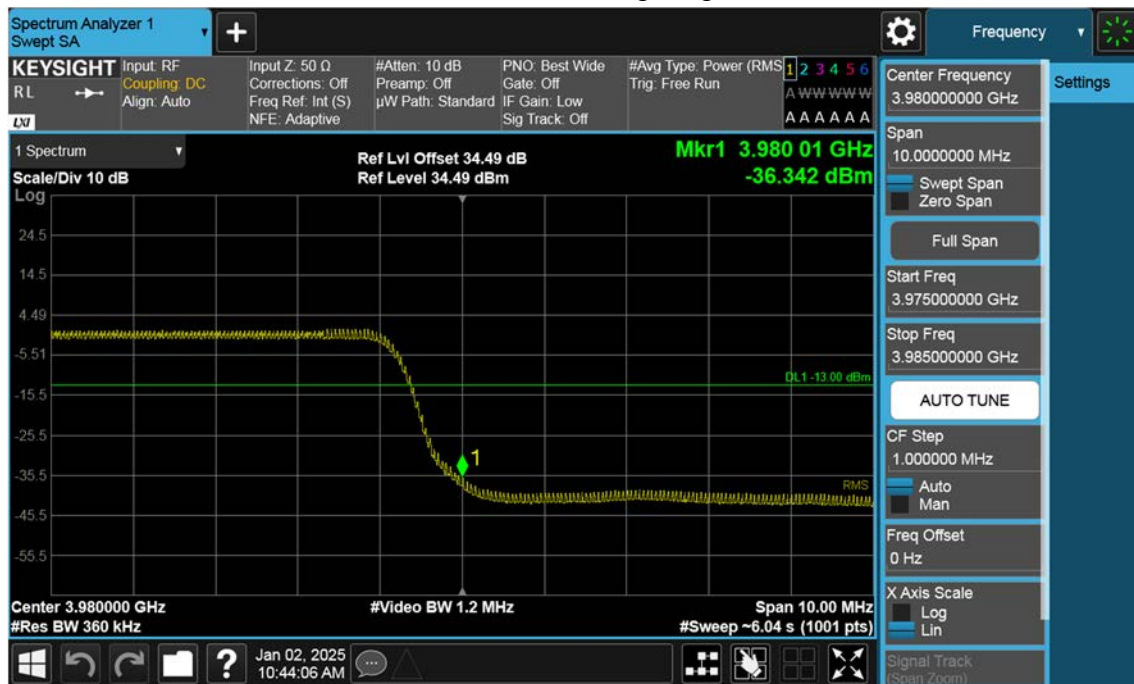 Spectrum Analyzer 1
Swept SA
Frequency
KEYSIGHT
RL
LXI
Input: RF
Coupling: DC
Align: Auto
Input Z: 50 Ω
Corrections: Off
Freq Ref: Int (S)
NFE: Adaptive
#Atten: 10 dB
Preamp: Off
µW Path: Standard
PNO: Best Wide
Gate: Off
IF Gain: Low
Sig Track: Off
#Avg Type: Power (RMS
Trig: Free Run
1 2 3 4 5 6
A W W W W W
A A A A A A
1 Spectrum
Scale/Div 10 dB
Ref Lvl Offset 34.49 dB
Ref Level 34.49 dBm
Mkr1 3.980 01 GHz
-36.342 dBm
Log
24.5
14.5
4.49
-5.51
-15.5
-25.5
-35.5
-45.5
-55.5
DL1 -13.00 dBm
1
RMS
Center 3.980000 GHz
#Res BW 360 kHz
#Video BW 1.2 MHz
Span 10.00 MHz
#Sweep ~6.04 s (1001 pts)
Jan 02, 2025
10:44:06 AM
Center Frequency
3.980000000 GHz
Span
10.0000000 MHz
Swept Span
Zero Span
Full Span
Start Freq
3.975000000 GHz
Stop Freq
3.985000000 GHz
AUTO TUNE
CF Step
1.000000 MHz
Auto
Man
Freq Offset
0 Hz
X Axis Scale
Log
Lin
Signal Track
(Span Zoom)
Settings